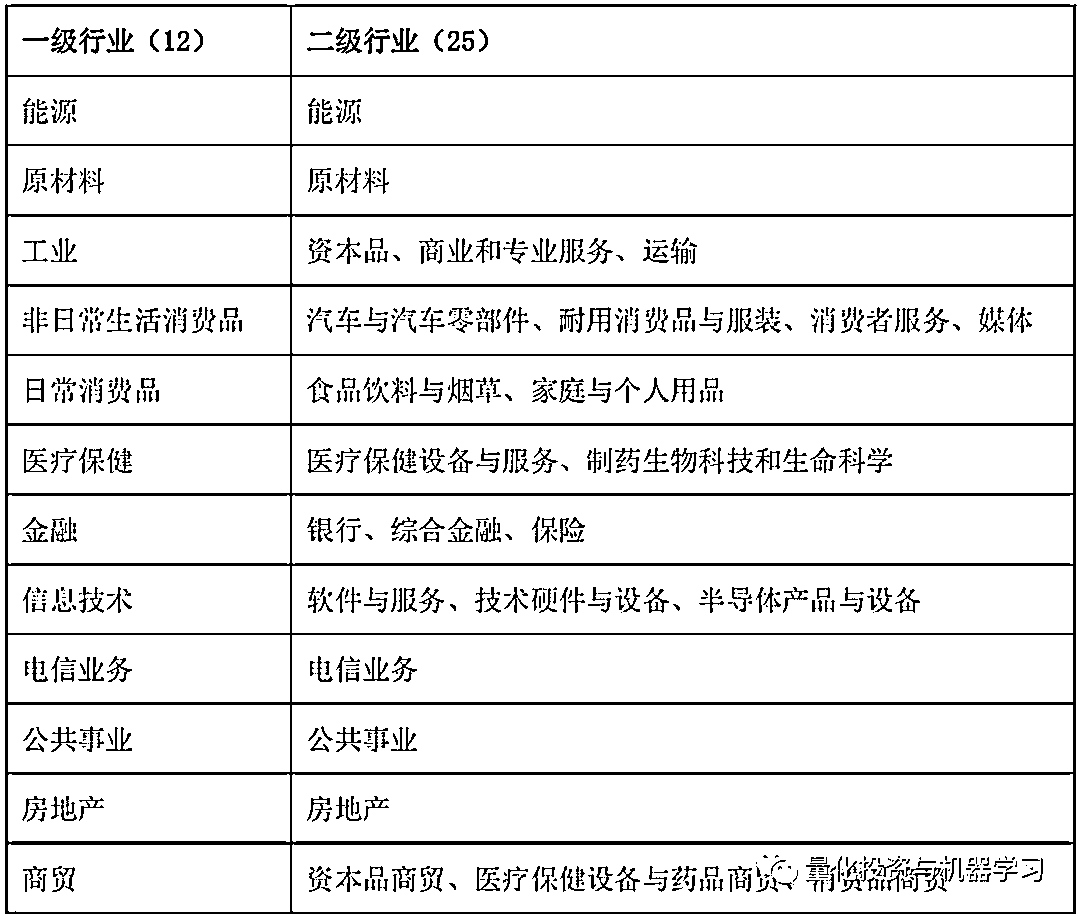 一级行业（12） 二级行业（25）
能源 能源
原材料 原材料
工业 资本品、商业和专业服务、运输
非日常生活消费品 汽车与汽车零部件、耐用消费品与服装、消费者服务、媒体
日常消费品 食品饮料与烟草、家庭与个人用品
医疗保健 医疗保健设备与服务、制药生物科技和生命科学
金融 银行、综合金融、保险
信息技术 软件与服务、技术硬件与设备、半导体产品与设备
电信业务 电信业务
公共事业 公共事业
房地产 房地产
商贸 资本品商贸、医疗保健设备与药品商贸、消费品商贸
量化投资与机器学习